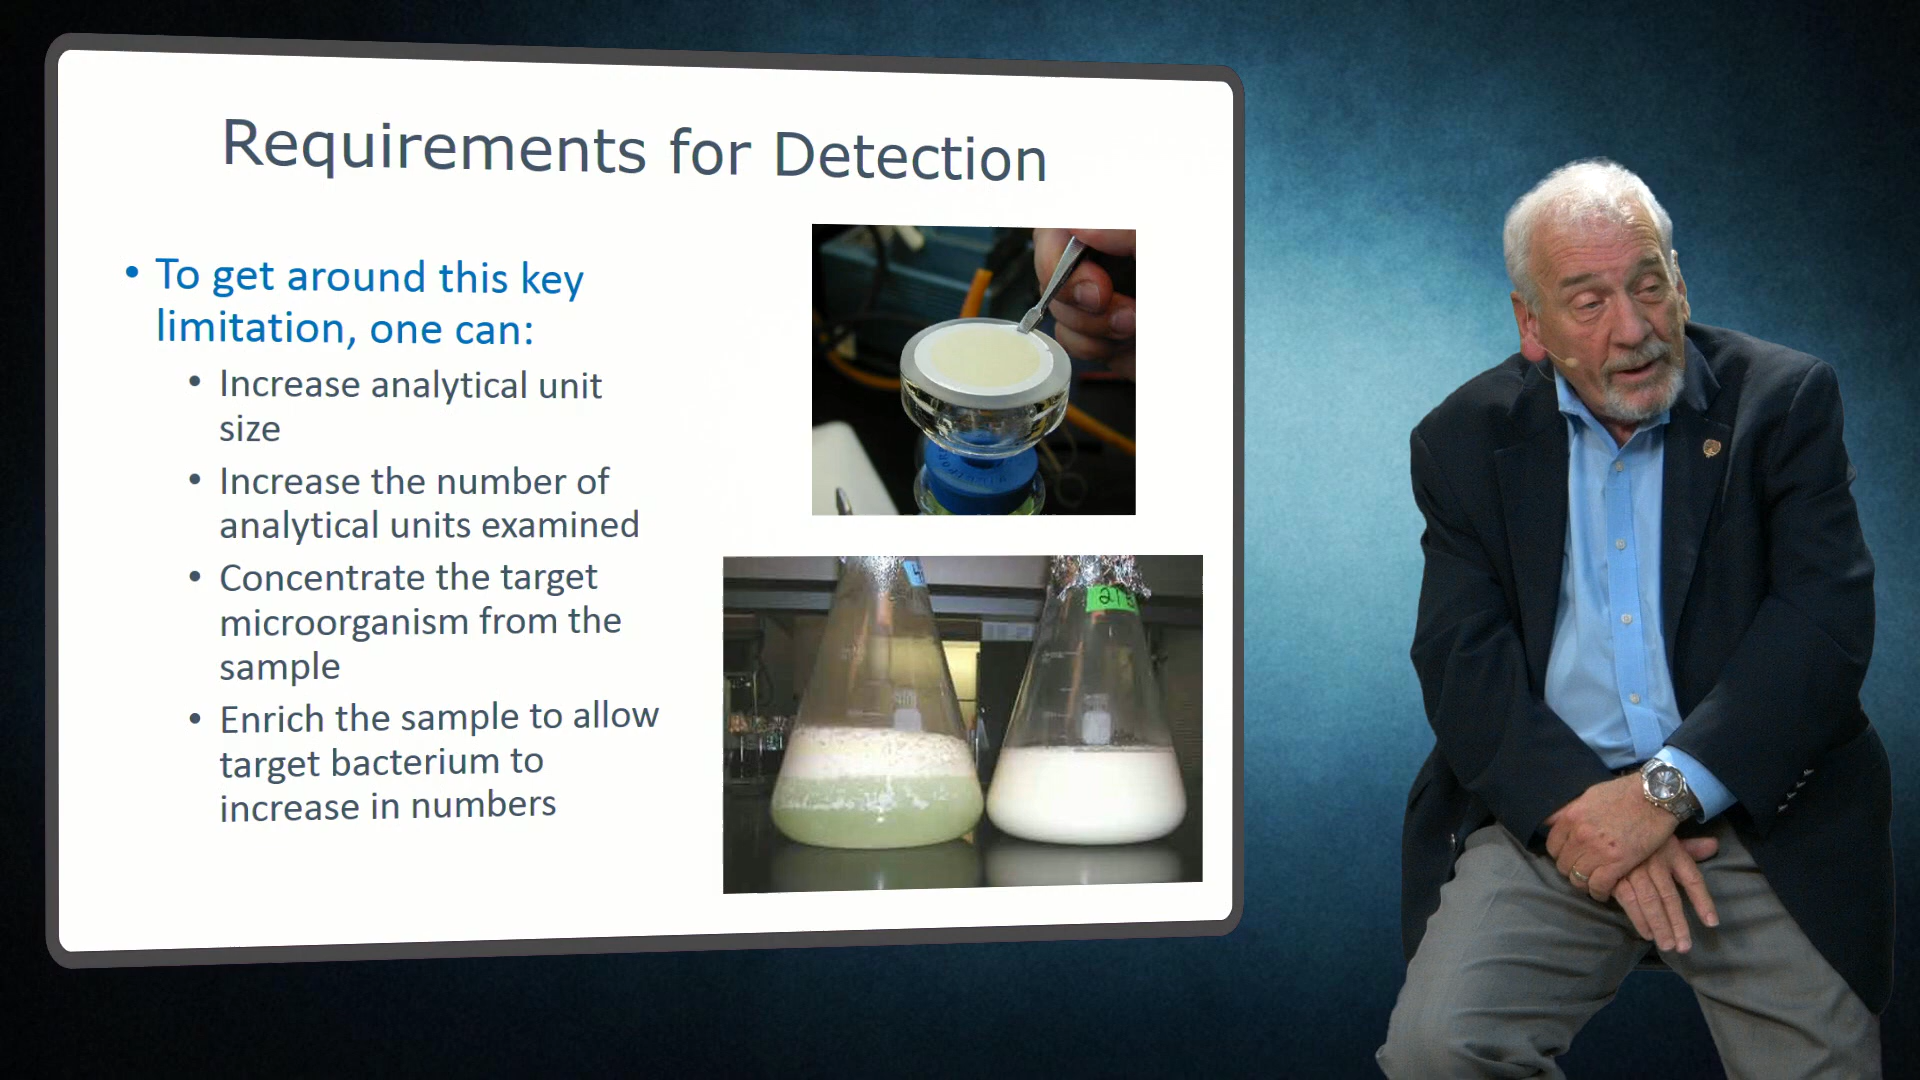 Requirements for Detection
• To get around this key
limitation, one can:
• Increase analytical unit
size
• Increase the number of
analytical units examined
• Concentrate the target
microorganism from the
sample
• Enrich the sample to allow
target bacterium to
increase in numbers